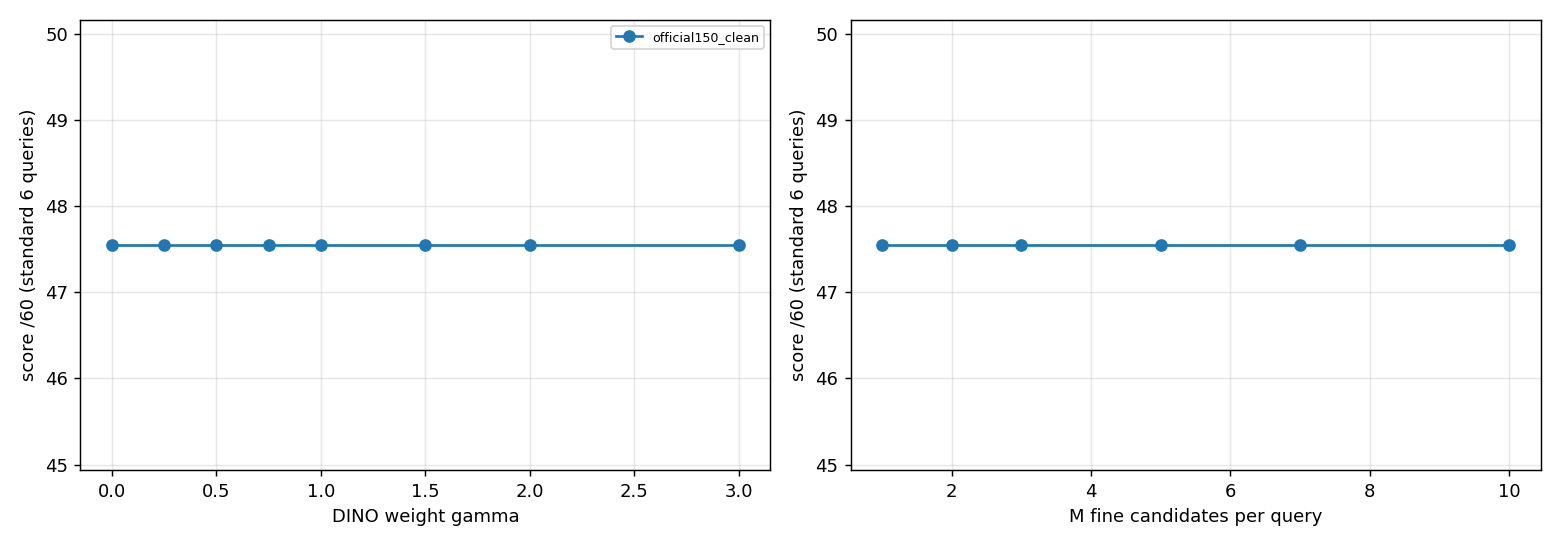 50
49
48
47
46
45
score /60 (standard 6 queries)
official150_clean
0.0 0.5 1.0 1.5 2.0 2.5 3.0
DINO weight gamma
50
49
48
47
46
45
score /60 (standard 6 queries)
2 4 6 8 10
M fine candidates per query